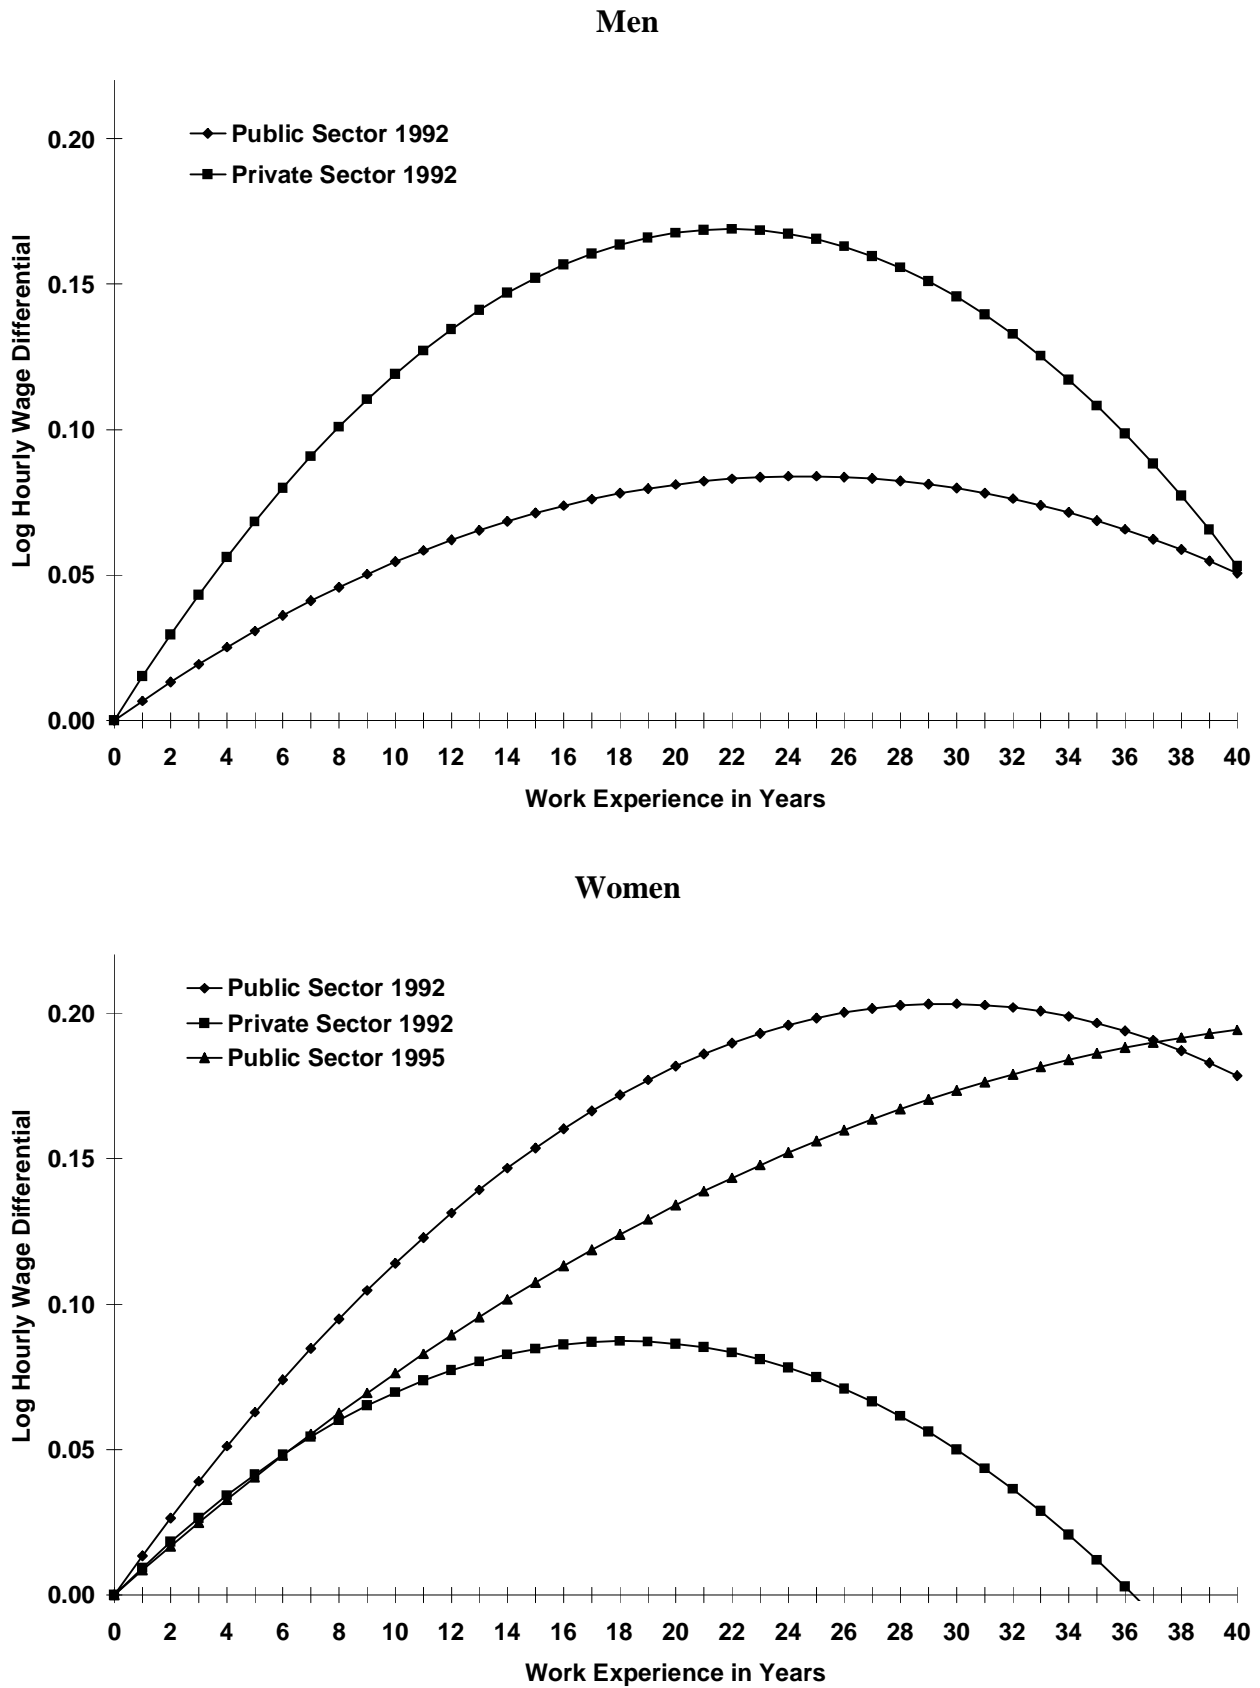 Men
Public Sector 1992
Private Sector 1992
Log Hourly Wage Differential
0.20
0.15
0.10
0.05
0.00
0 2 4 6 8 10 12 14 16 18 20 22 24 26 28 30 32 34 36 38 40
Work Experience in Years
Women
Public Sector 1992
Private Sector 1992
Public Sector 1995
Log Hourly Wage Differential
0.20
0.15
0.10
0.05
0.00
0 2 4 6 8 10 12 14 16 18 20 22 24 26 28 30 32 34 36 38 40
Work Experience in Years